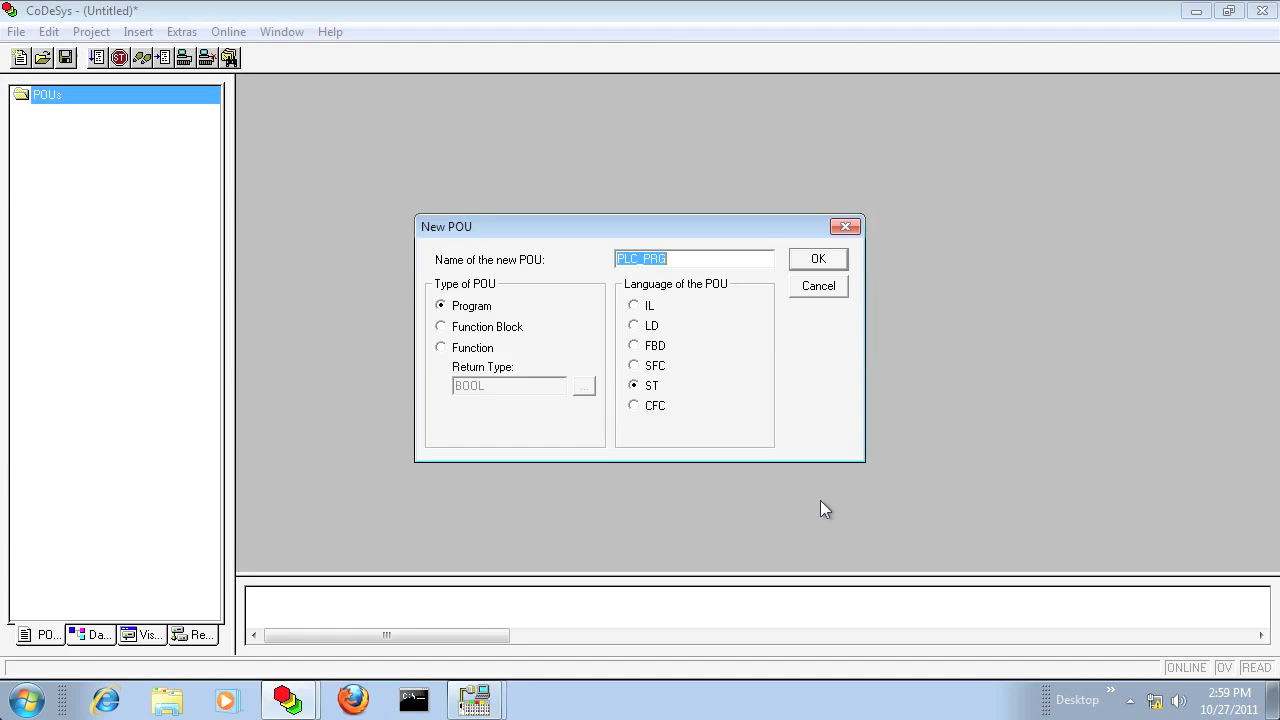 CoDeSys - (Untitled)*
File Edit Project Insert Extras Online Window Help
POUs
New POU
Name of the new POU: PLC_PRG OK
Cancel
Type of POU
Program
Function Block
Function
Return Type:
BOOL ...
Language of the POU
IL
LD
FBD
SFC
ST
CFC
PO... Da... Vis... Re...
ONLINE OV READ
Desktop » 2:59 PM
10/27/2011